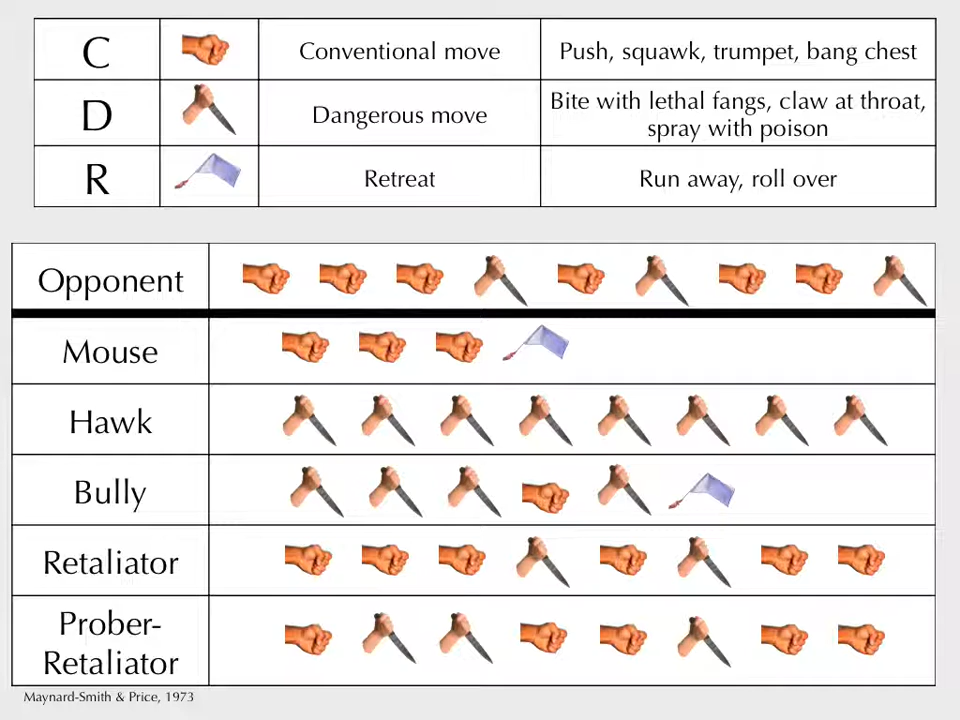 C Conventional move Push, squawk, trumpet, bang chest
D Dangerous move Bite with lethal fangs, claw at throat,
spray with poison
R Retreat Run away, roll over
Opponent
Mouse
Hawk
Bully
Retaliator
Prober-
Retaliator
Maynard-Smith & Price, 1973